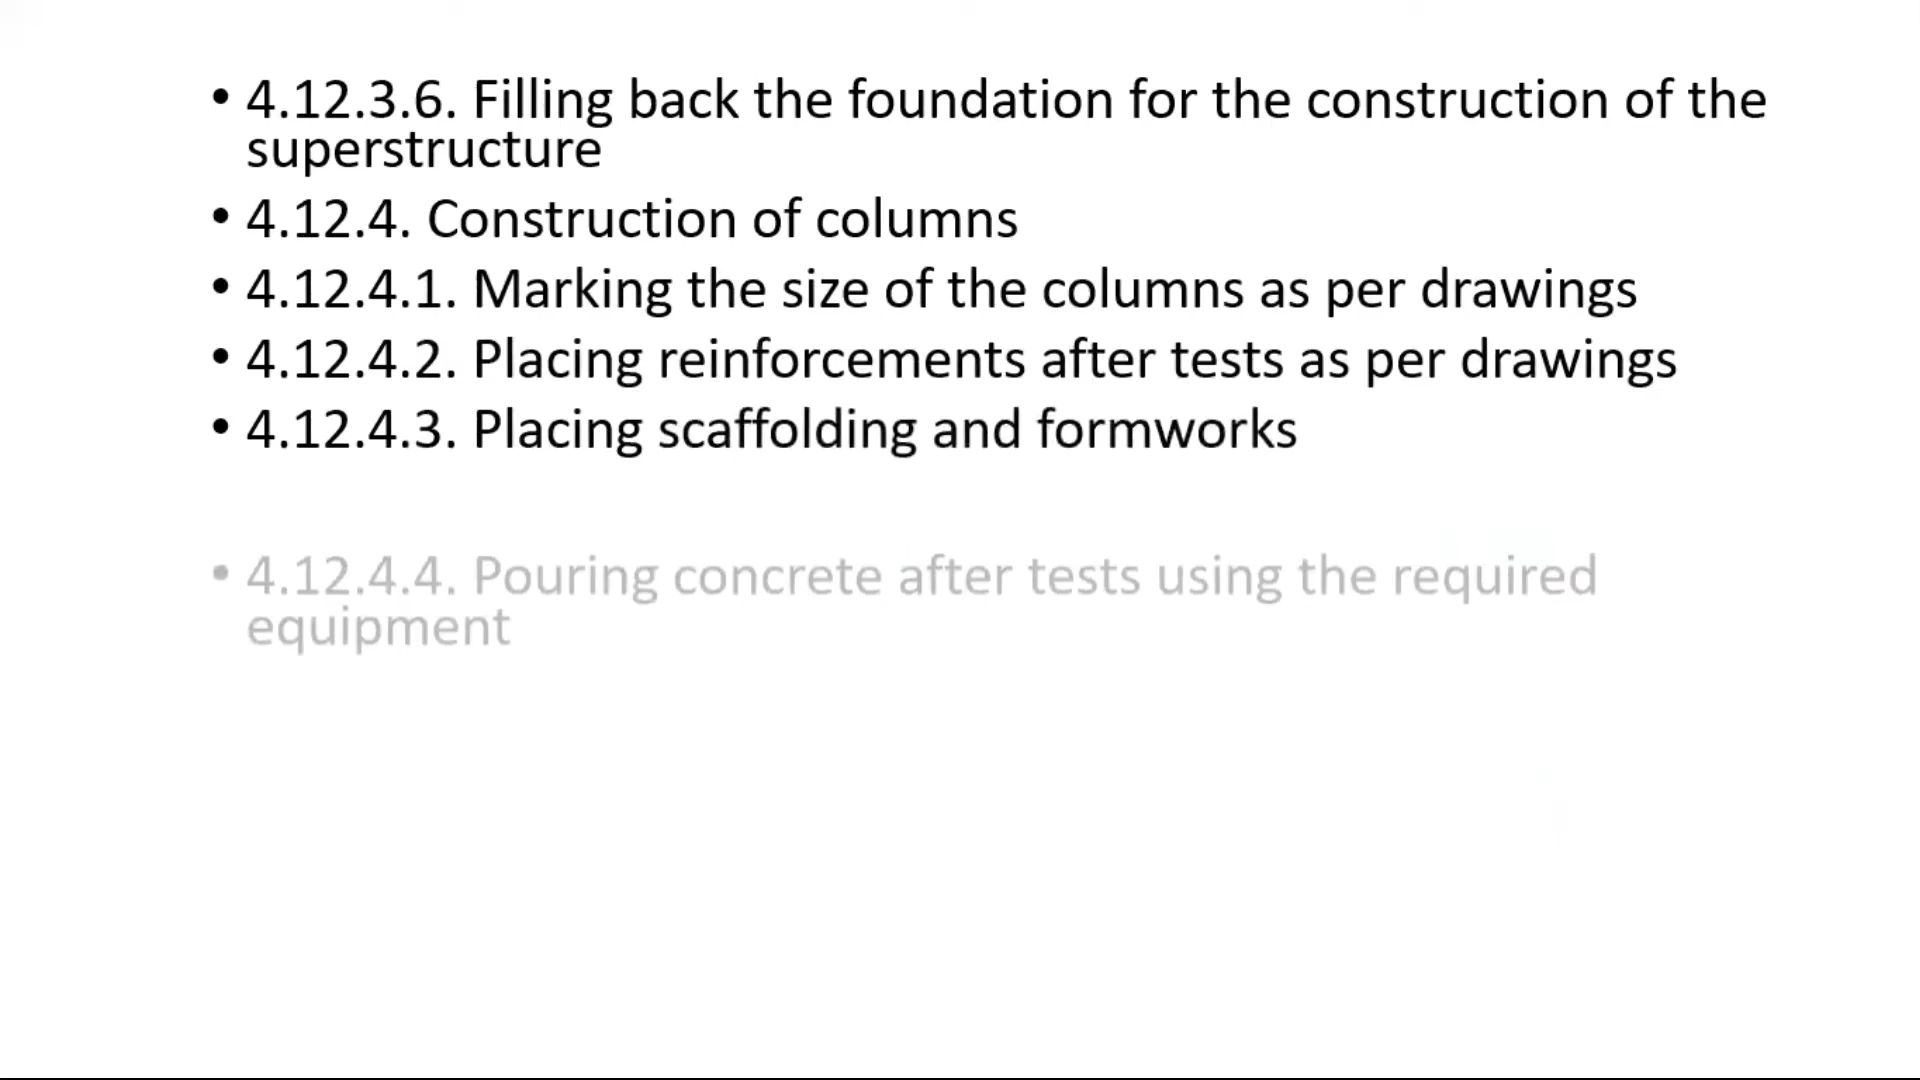 • 4.12.3.6. Filling back the foundation for the construction of the
superstructure
• 4.12.4. Construction of columns
• 4.12.4.1. Marking the size of the columns as per drawings
• 4.12.4.2. Placing reinforcements after tests as per drawings
• 4.12.4.3. Placing scaffolding and formworks
• 4.12.4.4. Pouring concrete after tests using the required
equipment